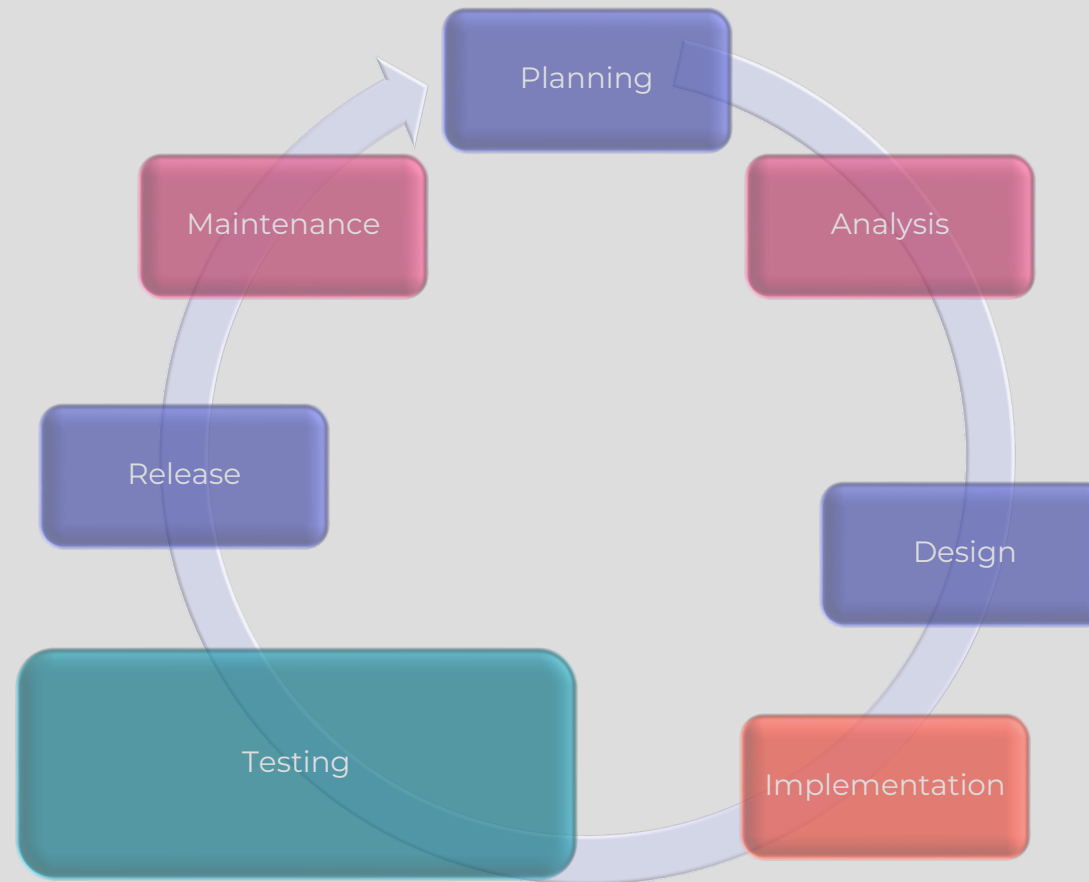 Planning
Analysis
Design
Implementation
Testing
Release
Maintenance